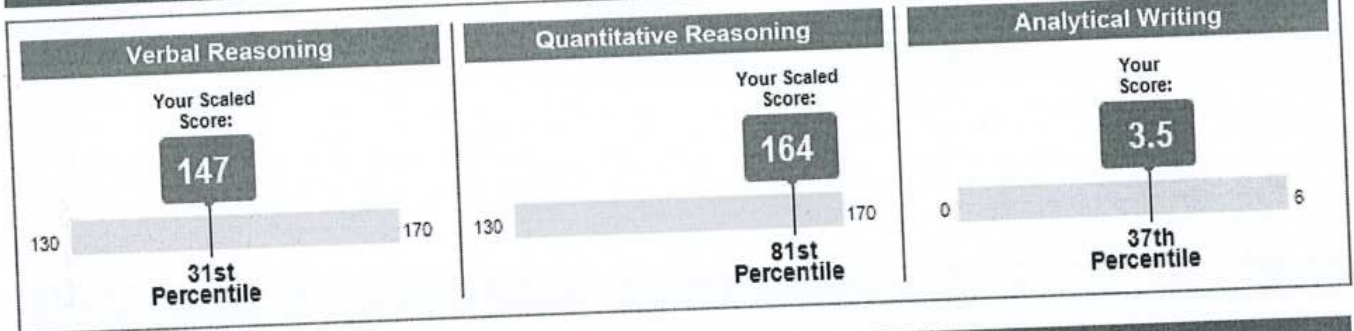 Verbal Reasoning
Your Scaled
Score:
147
130
170
31st
Percentile
Quantitative Reasoning
Your Scaled
Score:
164
130
170
81st
Percentile
Analytical Writing
Your
Score:
3.5
0
6
37th
Percentile